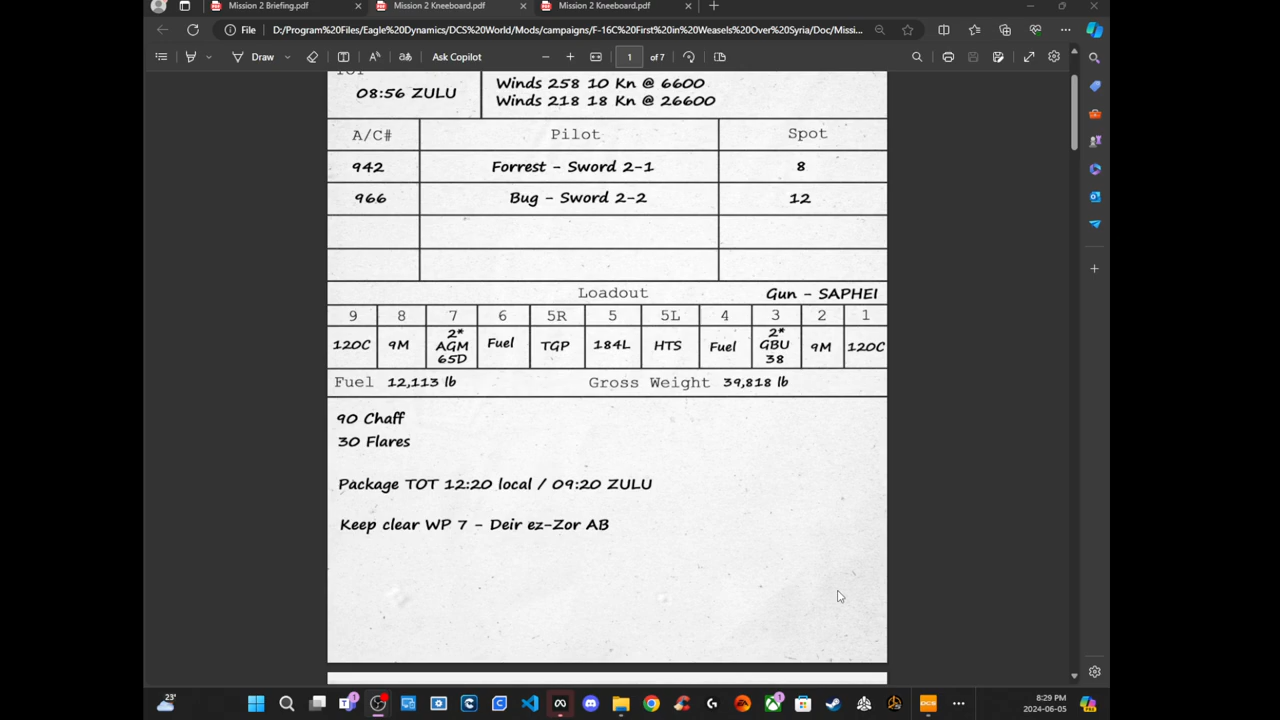 Mission 2 Briefing.pdf
Mission 2 Kneeboard.pdf
Mission 2 Kneeboard.pdf
File
D:/Program%20Files/Eagle%20Dynamics/DCS%20World/Mods/campaigns/F-16C%20First%20in%20Weasels%20Over%20Syria/Doc/Missi...
Draw
Ask Copilot
1 of 7
08:56 ZULU
Winds 258 10 Kn @ 6600
Winds 218 18 Kn @ 26600
A/C# Pilot Spot
942 Forrest - Sword 2-1 8
966 Bug - Sword 2-2 12
Loadout Gun - SAPHEI
9 8 7 6 5R 5 5L 4 3 2 1
120C 9M 2* AGM 65D Fuel TGP 184L HTS Fuel 2* GBU 38 9M 120C
Fuel 12,113 lb Gross Weight 39,818 lb
90 Chaff
30 Flares
Package TOT 12:20 local / 09:20 ZULU
Keep clear WP 7 - Deir ez-Zor AB
23°
8:29 PM
2024-06-05